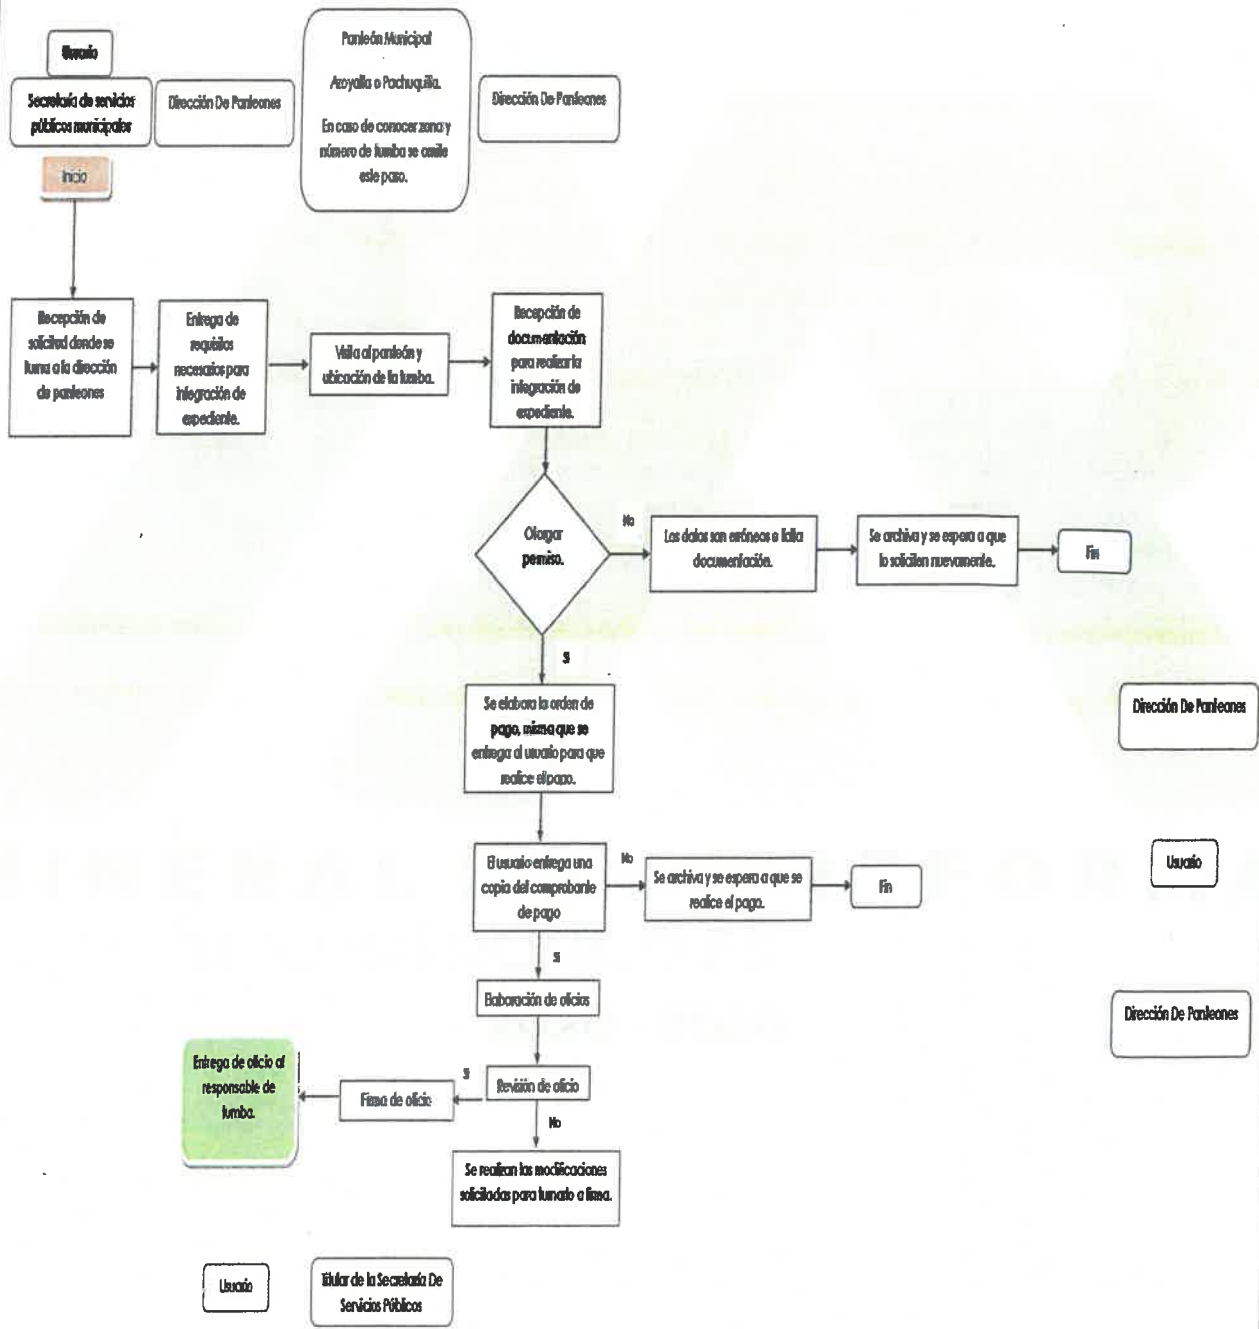 Usuario
Secretaría de servicios
públicos municipales
Dirección De Panteones
Panteón Municipal
Azoyatla o Pachuquilla.
En caso de conocer zona y
número de tumba se omite
este paso.
Dirección De Panteones
Inicio
Recepción de
solicitud donde se
turna a la dirección
de panteones
Entrega de
requisitos
necesarios para
integración de
expediente.
Visita al panteón y
ubicación de la tumba.
Recepción de
documentación
para realizar la
integración de
expediente.
Otorgar
permiso.
No
Los datos son erróneos o falta
documentación.
Se archiva y se espera a que
lo soliciten nuevamente.
Fin
Si
Se elabora la orden de
pago, misma que se
entrega al usuario para que
realice el pago.
Dirección De Panteones
El usuario entrega una
copia del comprobante
de pago
No
Se archiva y se espera a que se
realice el pago.
Fin
Usuario
Si
Elaboración de oficios
Dirección De Panteones
Entrega de oficio al
responsable de
tumba.
Firma de oficio
Si
Revisión de oficio
No
Se realizan las modificaciones
solicitadas para turnarlo a firma.
Usuario
Titular de la Secretaría De
Servicios Públicos